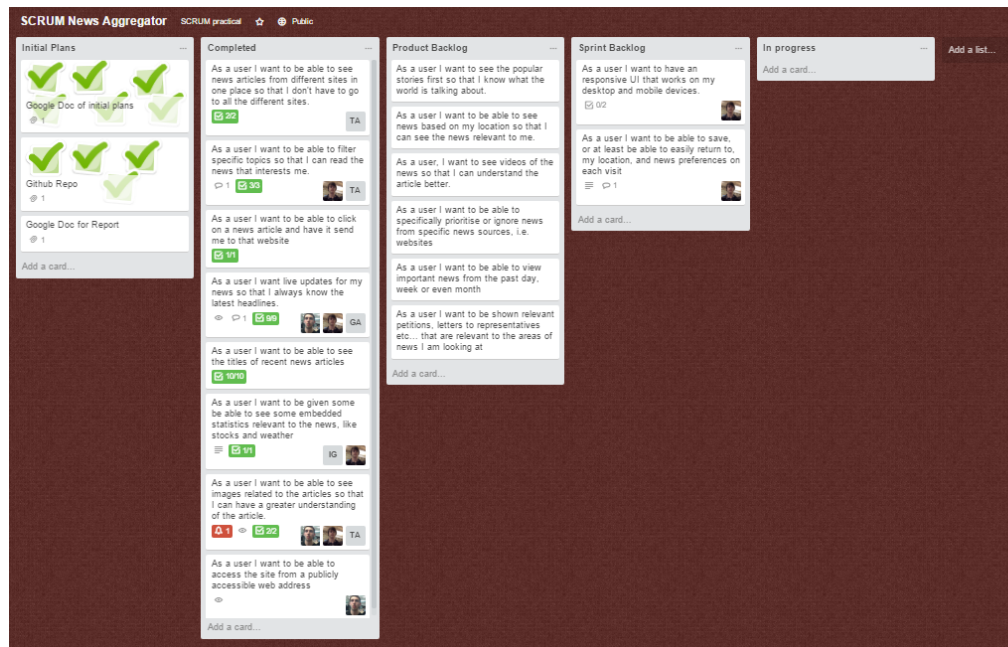 SCRUM News Aggregator SCRUM practical Public
Initial Plans ...
Google Doc of initial plans
1
Github Repo
1
Google Doc for Report
1
Add a card...
Completed ...
As a user I want to be able to see
news articles from different sites in
one place so that I don't have to go
to all the different sites.
2/2 TA
As a user I want to be able to filter
specific topics so that I can read the
news that interests me.
1 3/3 TA
As a user I want to be able to click
on a news article and have it send
me to that website
1/1
As a user I want live updates for my
news so that I always know the
latest headlines.
1 9/9 GA
As a user I want to be able to see
the titles of recent news articles
10/10
As a user I want to be given some
be able to see some embedded
statistics relevant to the news, like
stocks and weather
1/1 IG
As a user I want to be able to see
images related to the articles so that
I can have a greater understanding
of the article.
1 2/2 TA
As a user I want to be able to
access the site from a publicly
accessible web address
Add a card...
Product Backlog ...
As a user I want to see the popular
stories first so that I know what the
world is talking about.
As a user I want to be able to see
news based on my location so that I
can see the news relevant to me.
As a user, I want to see videos of the
news so that I can understand the
article better.
As a user I want to be able to
specifically prioritise or ignore news
from specific news sources, i.e.
websites
As a user I want to be able to view
important news from the past day,
week or even month
As a user I want to be shown relevant
petitions, letters to representatives
etc... that are relevant to the areas of
news I am looking at
Add a card...
Sprint Backlog ...
As a user I want to have an
responsive UI that works on my
desktop and mobile devices.
0/2
As a user I want to be able to save,
or at least be able to easily return to,
my location, and news preferences on
each visit
1
Add a card...
In progress ...
Add a card...
Add a list...